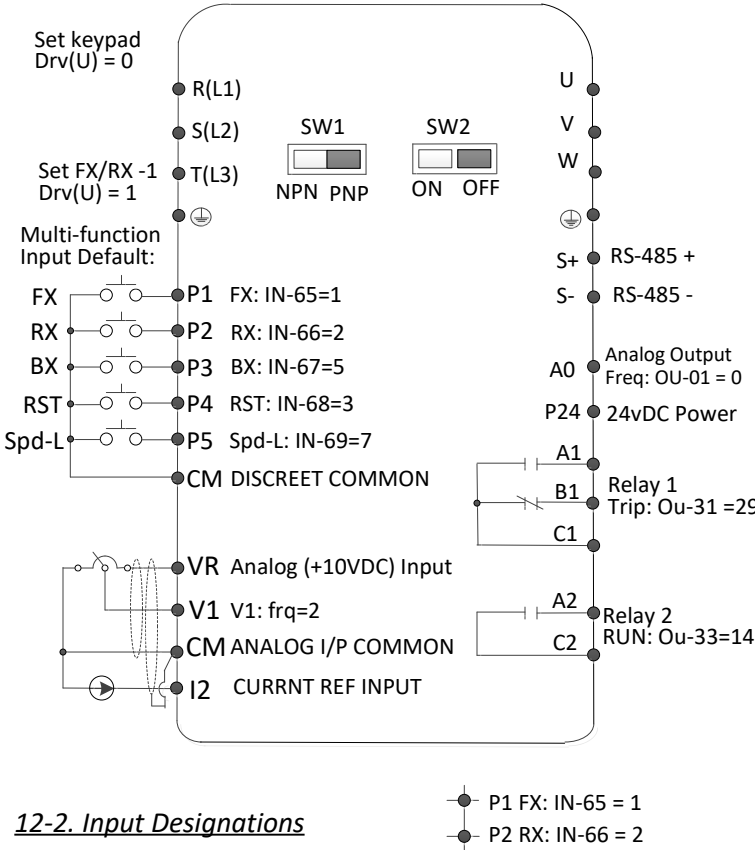 Set keypad
Drv(U) = 0
R(L1)
S(L2)
Set FX/RX -1
Drv(U) = 1
T(L3)
SW1
NPN PNP
SW2
ON OFF
U
V
W
Multi-function
Input Default:
FX
P1 FX: IN-65=1
RX
P2 RX: IN-66=2
BX
P3 BX: IN-67=5
RST
P4 RST: IN-68=3
Spd-L
P5 Spd-L: IN-69=7
CM DISCREET COMMON
VR Analog (+10VDC) Input
V1 V1: frq=2
CM ANALOG I/P COMMON
I2 CURRNT REF INPUT
S+ RS-485 +
S- RS-485 -
A0
Analog Output
Freq: OU-01 = 0
P24 24vDC Power
A1
B1
C1
Relay 1
Trip: Ou-31 =29
A2
C2
Relay 2
RUN: Ou-33=14
12-2. Input Designations
P1 FX: IN-65 = 1
P2 RX: IN-66 = 2